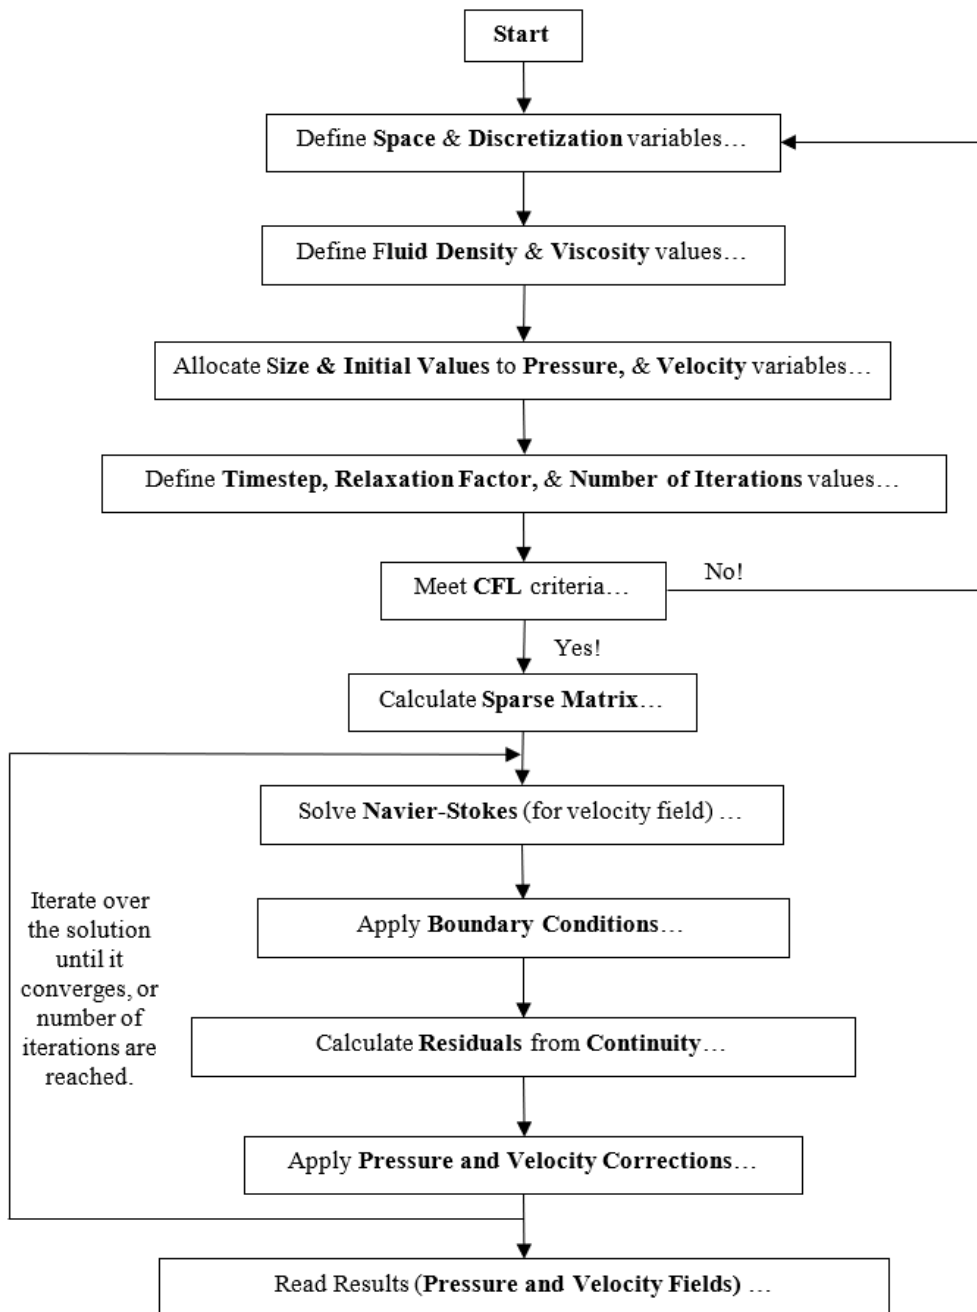 Start
Define Space & Discretization variables…
Define Fluid Density & Viscosity values…
Allocate Size & Initial Values to Pressure, & Velocity variables…
Define Timestep, Relaxation Factor, & Number of Iterations values…
Meet CFL criteria…
No!
Yes!
Calculate Sparse Matrix…
Solve Navier-Stokes (for velocity field) …
Apply Boundary Conditions…
Iterate over
the solution
until it
converges, or
number of
iterations are
reached.
Calculate Residuals from Continuity…
Apply Pressure and Velocity Corrections…
Read Results (Pressure and Velocity Fields) …